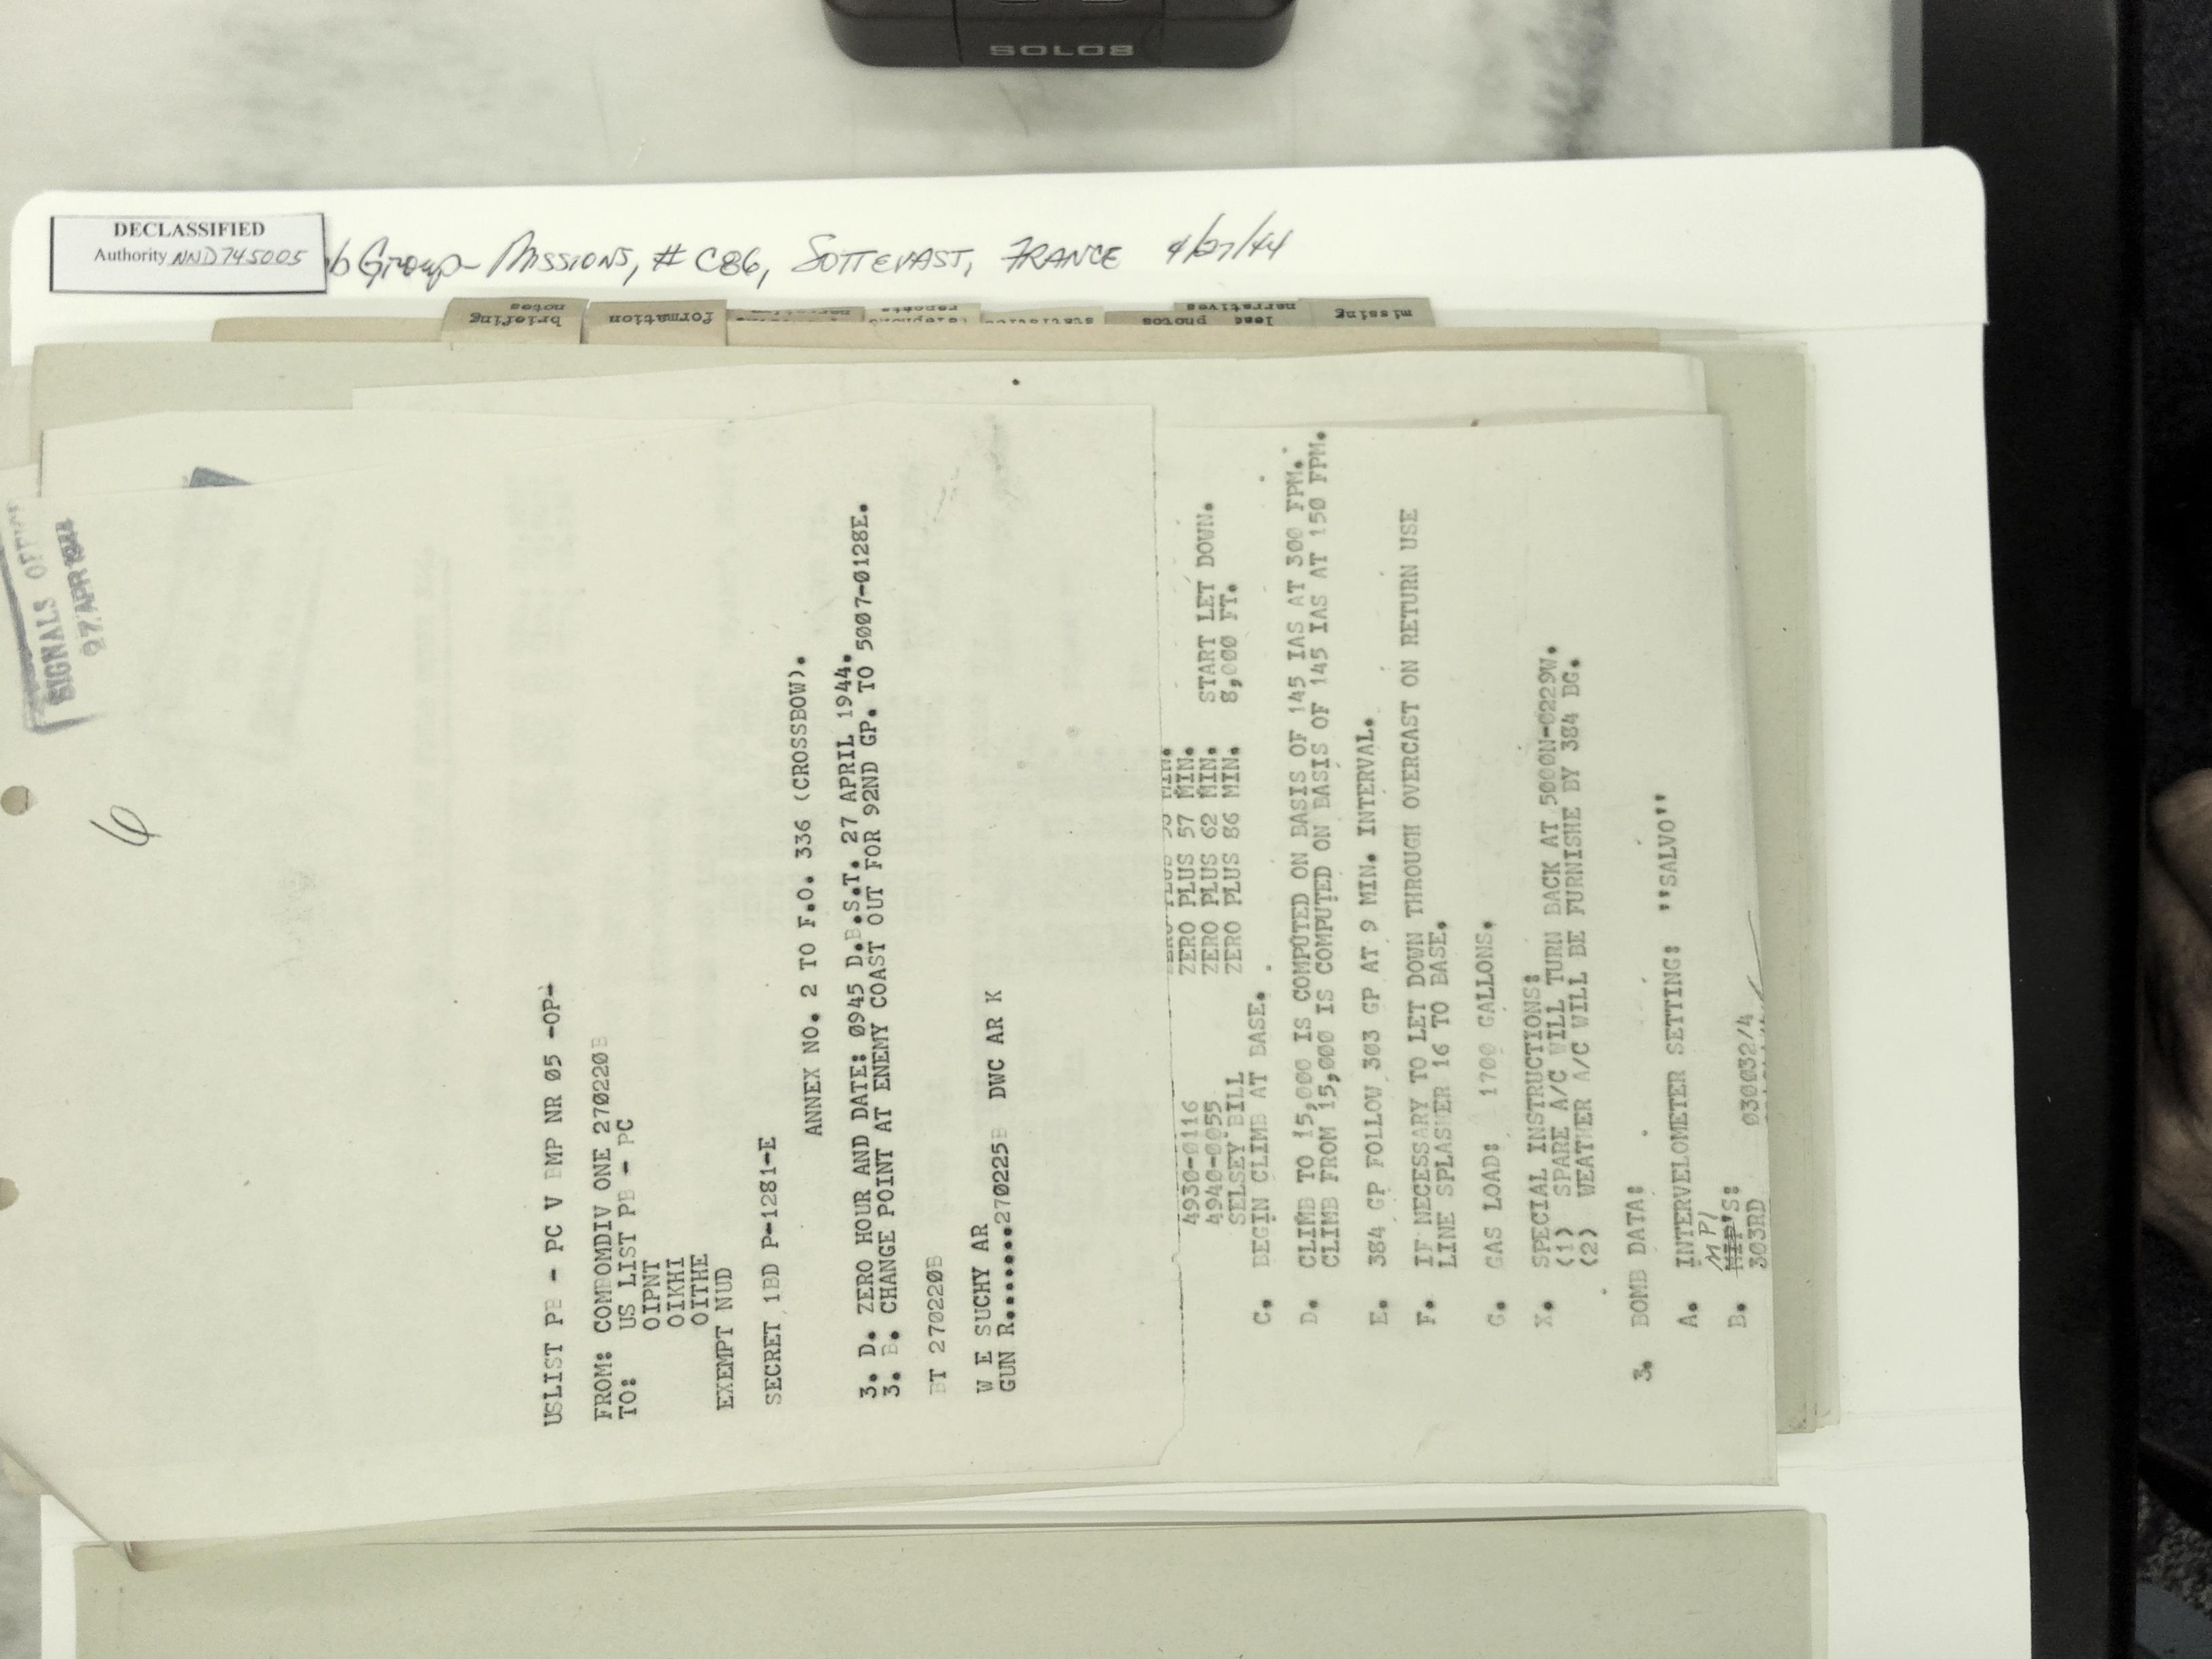 SOLO8
DECLASSIFIED
Authority NND745005
b Group- Missions, # C86, SOTTEVAST, FRANCE 4/27/44
briefing notes
formation
statistics
lead photos
narratives
missing
SIGNALS
27 APR 1944
6
USLIST PB - PC V BMP NR 05 -OP-
FROM: COMBOMDIV ONE 270220B
TO: US LIST PB - PC
OIPNT
OIKHI
OITHE
EXEMPT NUD
SECRET 1BD P-1281-E
ANNEX NO. 2 TO F.O. 336 (CROSSBOW).
3. D. ZERO HOUR AND DATE: 0945 D.B.S.T. 27 APRIL 1944.
3. B. CHANGE POINT AT ENEMY COAST OUT FOR 92ND GP. TO 5007-0128E.
BT 270220B
W E SUCHY AR
GUN R........270225B DWC AR K
4930-0116 ZERO PLUS 57 MIN.
4940-0055 ZERO PLUS 62 MIN. START LET DOWN.
SELSEY BILL ZERO PLUS 86 MIN. 8,000 FT.
C. BEGIN CLIMB AT BASE.
D. CLIMB TO 15,000 IS COMPUTED ON BASIS OF 145 IAS AT 300 FPM.
CLIMB FROM 15,000 IS COMPUTED ON BASIS OF 145 IAS AT 150 FPM.
E. 384 GP FOLLOW 303 GP AT 9 MIN. INTERVAL.
F. IF NECESSARY TO LET DOWN THROUGH OVERCAST ON RETURN USE
LINE SPLASHER 16 TO BASE.
G. GAS LOAD: 1700 GALLONS.
X. SPECIAL INSTRUCTIONS:
(1) SPARE A/C WILL TURN BACK AT 5000N-0229W.
(2) WEATHER A/C WILL BE FURNISHE BY 384 BG.
3. BOMB DATA:
A. INTERVELOMETER SETTING: ''SALVO''
MPI
B. MIP'S:
303RD 030032/4